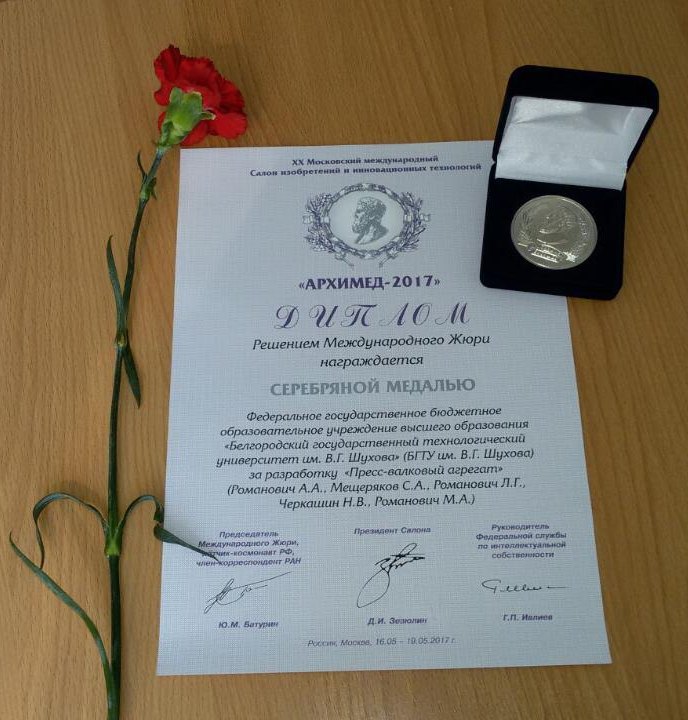 XX Московский международный
Салон изобретений и инновационных технологий
«АРХИМЕД-2017»
ДИПЛОМ
Решением Международного Жюри
награждается
СЕРЕБРЯНОЙ МЕДАЛЬЮ
Федеральное государственное бюджетное
образовательное учреждение высшего образования
«Белгородский государственный технологический
университет им. В.Г. Шухова» (БГТУ им. В.Г. Шухова)
за разработку «Пресс-валковый агрегат»
(Романович А.А., Мещеряков С.А., Романович Л.Г.,
Черкашин Н.В., Романович М.А.)
Председатель
Международного Жюри,
космонавт РФ,
член-корреспондент РАН
Ю.М. Батурин
Президент Салона
Д.И. Зезюлин
Руководитель
Федеральной службы
по интеллектуальной
собственности
Г.П. Ивлиев
Россия, Москва, 16.05 – 19.05.2017 г.